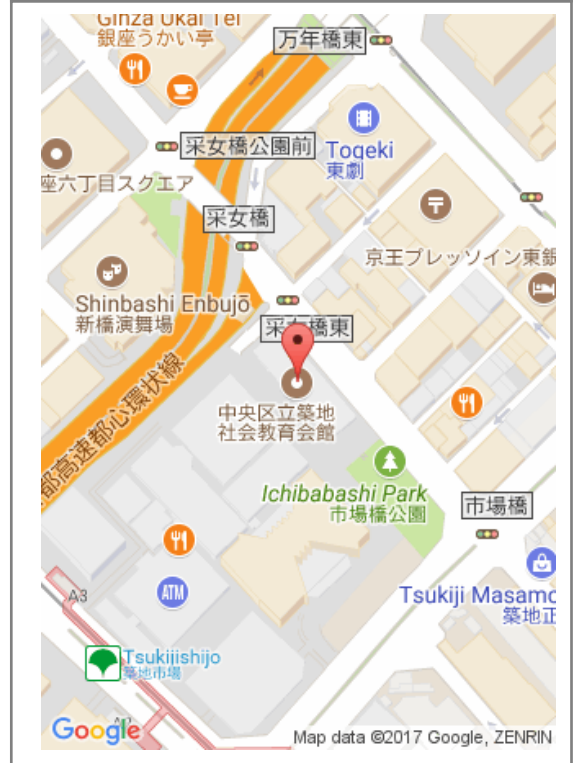 Ginza Ukai Tei
銀座うかい亭
万年橋東
采女橋公園前
Togeki
東劇
座六丁目スクエア
采女橋
京王プレッソイン東銀
Shinbashi Enbujō
新橋演舞場
采女橋東
都高速都心環状線
中央区立築地
社会教育会館
Ichibabashi Park
市場橋公園
市場橋
ATM
A3
Tsukiji Masamo
築地正
Tsukijishijo
築地市場
Google
Map data ©2017 Google, ZENRIN